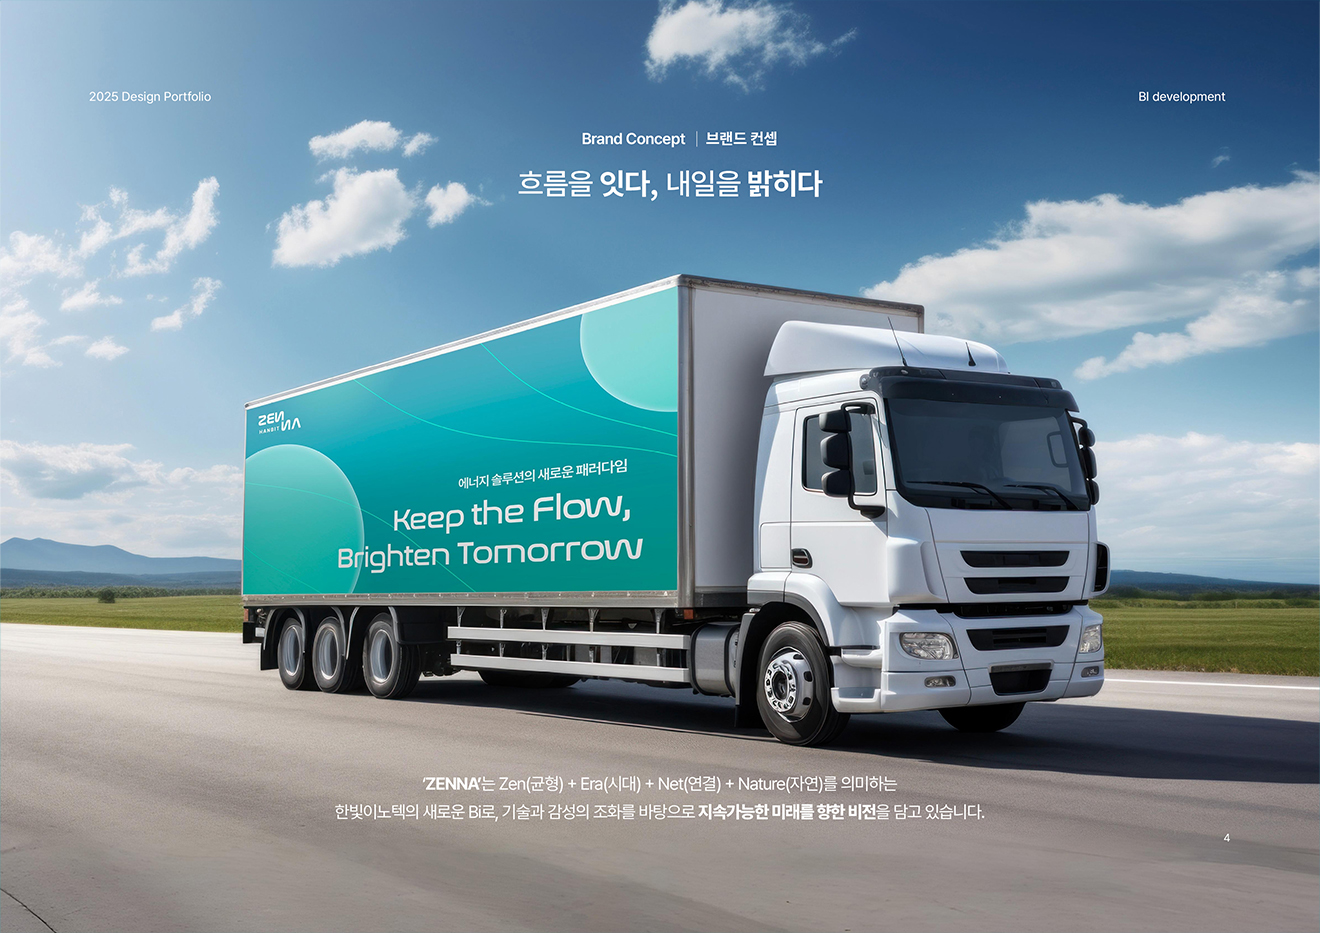 2025 Design Portfolio
BI development
Brand Concept | 브랜드 컨셉
흐름을 잇다, 내일을 밝히다
ZEN
NA
HANBIT
에너지 솔루션의 새로운 패러다임
Keep the Flow,
Brighten Tomorrow
‘ZENNA’는 Zen(균형) + Era(시대) + Net(연결) + Nature(자연)를 의미하는
한빛이노텍의 새로운 BI로, 기술과 감성의 조화를 바탕으로 지속가능한 미래를 향한 비전을 담고 있습니다.
4